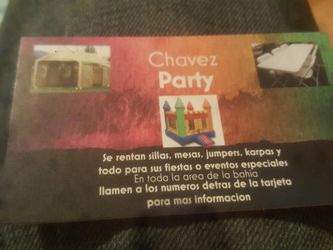 Chavez
Party
Se rentan sillas, mesas, jumpers, karpas y
todo para sus fiestas o eventos especiales
En toda la area de la bahia
llamen a los numeros detras de la tarjeta
para mas informacion